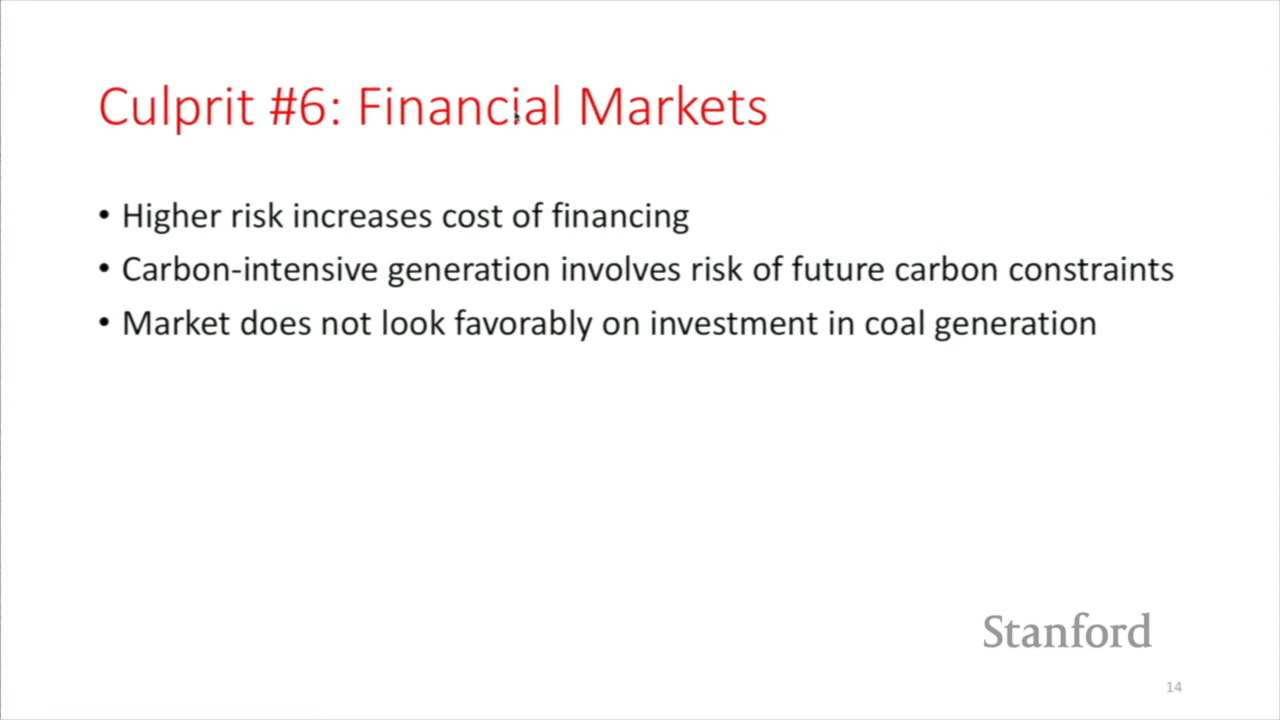 Culprit #6: Financial Markets
• Higher risk increases cost of financing
• Carbon-intensive generation involves risk of future carbon constraints
• Market does not look favorably on investment in coal generation
Stanford
14